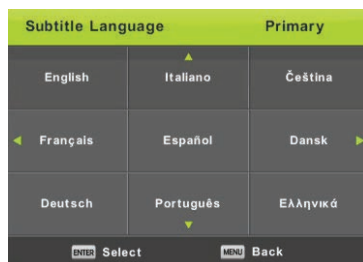 Subtitle Language Primary
English Italiano Čeština
Français Español Dansk
Deutsch Português Ελληνικά
ENTER Select MENU Back